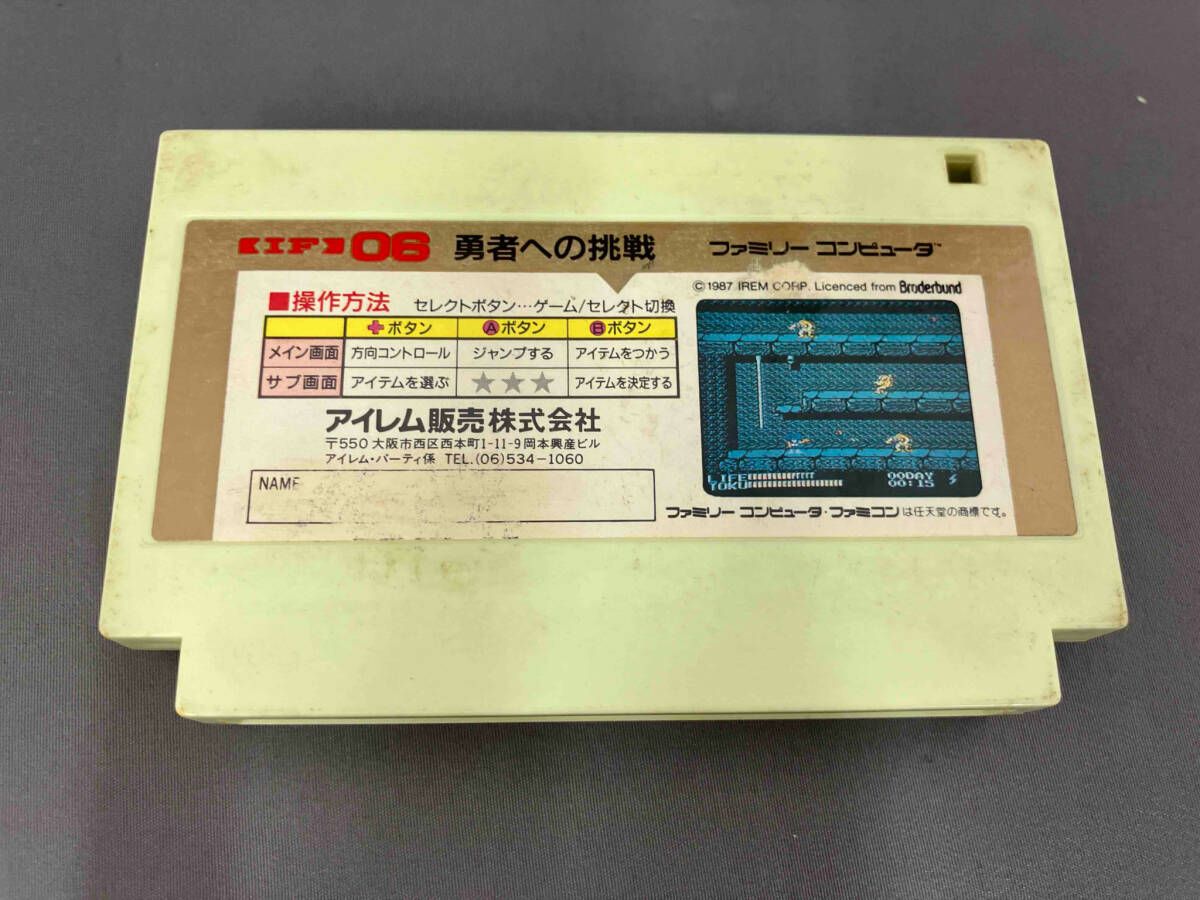 IF 06 勇者への挑戦 ファミリー コンピュータ™
© 1987 IREM CORP. Licenced from Brøderbund
■操作方法 セレクトボタン…ゲーム/セレクト切換
✚ボタン Ⓐボタン Ⓑボタン
メイン画面 方向コントロール ジャンプする アイテムをつかう
サブ画面 アイテムを選ぶ ★★★ アイテムを決定する
アイレム販売株式会社
〒550 大阪市西区西本町1-11-9岡本興産ビル
アイレム・パーティ係 TEL.(06)534-1060
NAME
LIFE 00DAY
TOKU 00:15
ファミリー コンピュータ・ファミコンは任天堂の商標です。